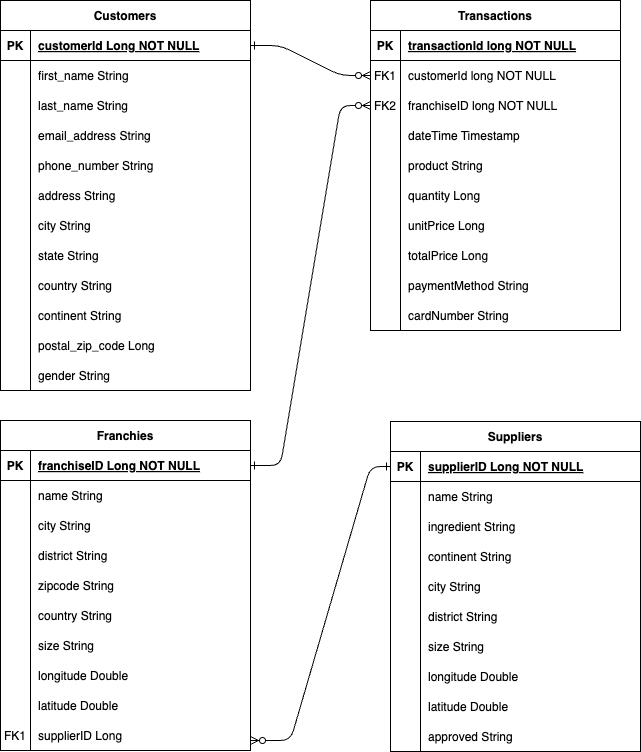 Customers
PK customerId Long NOT NULL
first_name String
last_name String
email_address String
phone_number String
address String
city String
state String
country String
continent String
postal_zip_code Long
gender String
Transactions
PK transactionId long NOT NULL
FK1 customerId long NOT NULL
FK2 franchiseID long NOT NULL
dateTime Timestamp
product String
quantity Long
unitPrice Long
totalPrice Long
paymentMethod String
cardNumber String
Franchies
PK franchiseID Long NOT NULL
name String
city String
district String
zipcode String
country String
size String
longitude Double
latitude Double
FK1 supplierID Long
Suppliers
PK supplierID Long NOT NULL
name String
ingredient String
continent String
city String
district String
size String
longitude Double
latitude Double
approved String